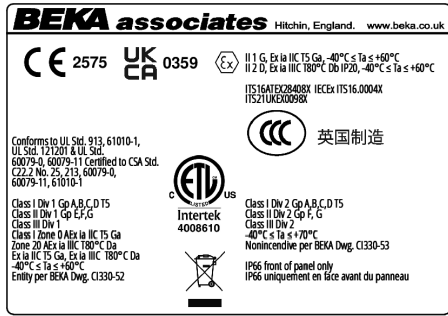 BEKA associates Hitchin, England. www.beka.co.uk
CE 2575 UKCA 0359
Ex II 1 G, Ex ia IIC T5 Ga, -40°C ≤ Ta ≤ +60°C
II 2 D, Ex ia IIIC T80°C Db IP20, -40°C ≤ Ta ≤ +60°C
ITS16ATEX28408X IECEx ITS16.0004X
ITS21UKEX0098X
CCC 英国制造
Conforms to UL Std. 913, 61010-1,
UL Std. 121201 & UL Std.
60079-0, 60079-11 Certified to CSA Std.
C22.2 No. 25, 213, 60079-0,
60079-11, 61010-1
Class I Div 1 Gp A,B,C,D T5
Class II Div 1 Gp E,F,G
Class III Div 1
Class I Zone 0 AEx ia IIC T5 Ga
Zone 20 AEx ia IIIC T80°C Da
Ex ia IIC T5 Ga, Ex ia IIIC T80°C Da
-40°C ≤ Ta ≤ +60°C
Entity per BEKA Dwg. CI330-52
ETL
LISTED
C US
Intertek
4008610
Class I Div 2 Gp A,B,C,D T5
Class II Div 2 Gp F, G
Class III Div 2
-40°C ≤ Ta ≤ +70°C
Nonincendive per BEKA Dwg. CI330-53
IP66 front of panel only
IP66 uniquement en face avant du panneau